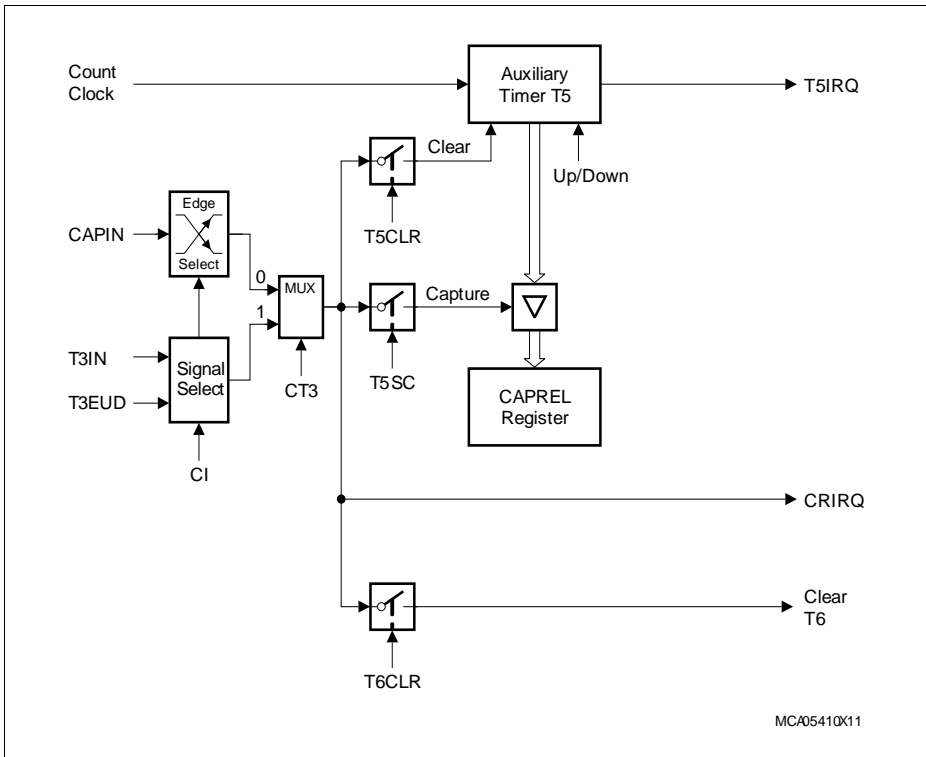 Count
Clock
Auxiliary
Timer T5
T5IRQ
Clear
Up/Down
T5CLR
Edge
Select
CAPIN
0
1
MUX
Capture
T3IN
T3EUD
Signal
Select
CT3
T5SC
CAPREL
Register
CI
CRIRQ
Clear
T6
T6CLR
MCA05410X11